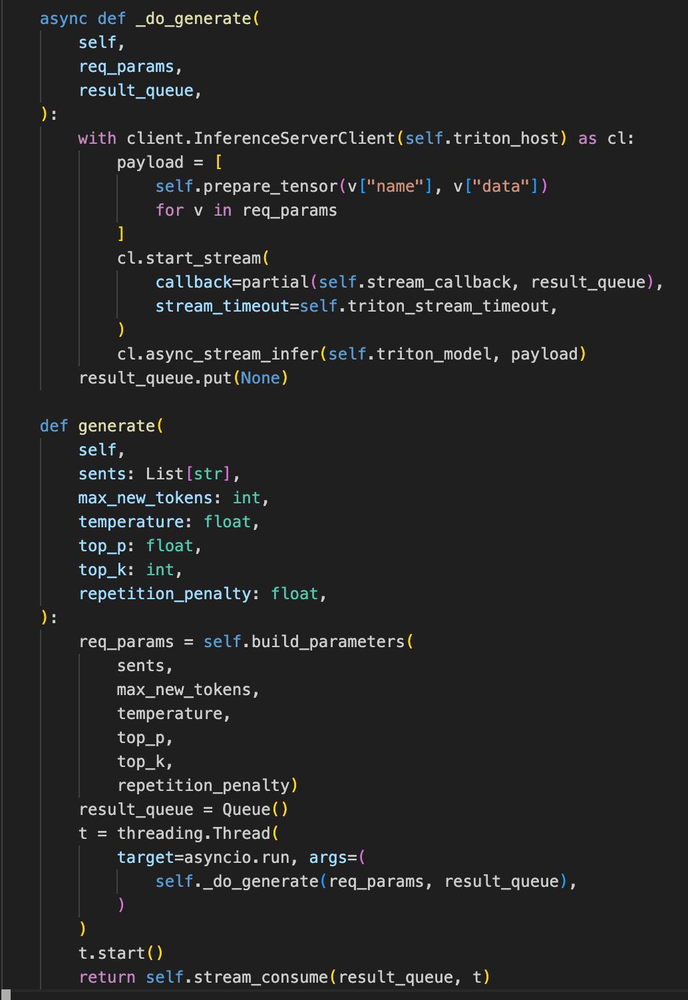 async def _do_generate(
    self,
    req_params,
    result_queue,
):
    with client.InferenceServerClient(self.triton_host) as cl:
        payload = [
            self.prepare_tensor(v["name"], v["data"])
            for v in req_params
        ]
        cl.start_stream(
            callback=partial(self.stream_callback, result_queue),
            stream_timeout=self.triton_stream_timeout,
        )
        cl.async_stream_infer(self.triton_model, payload)
    result_queue.put(None)

def generate(
    self,
    sents: List[str],
    max_new_tokens: int,
    temperature: float,
    top_p: float,
    top_k: int,
    repetition_penalty: float,
):
    req_params = self.build_parameters(
        sents,
        max_new_tokens,
        temperature,
        top_p,
        top_k,
        repetition_penalty)
    result_queue = Queue()
    t = threading.Thread(
        target=asyncio.run, args=(
            self._do_generate(req_params, result_queue),
        )
    )
    t.start()
    return self.stream_consume(result_queue, t)